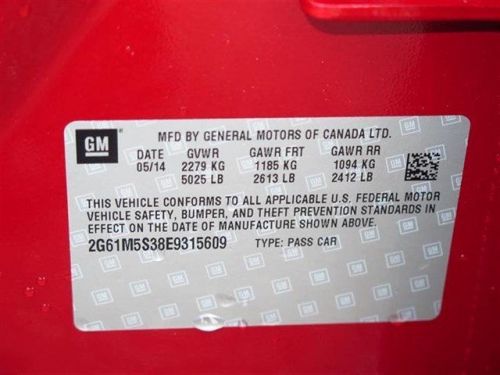 GM
MFD BY GENERAL MOTORS OF CANADA LTD.
DATE GVWR GAWR FRT GAWR RR
05/14 2279 KG 1185 KG 1094 KG
5025 LB 2613 LB 2412 LB
THIS VEHICLE CONFORMS TO ALL APPLICABLE U.S. FEDERAL MOTOR
VEHICLE SAFETY, BUMPER, AND THEFT PREVENTION STANDARDS IN
EFFECT ON THE DATE OF MANUFACTURE SHOWN ABOVE.
2G61M5S38E9315609 TYPE: PASS CAR